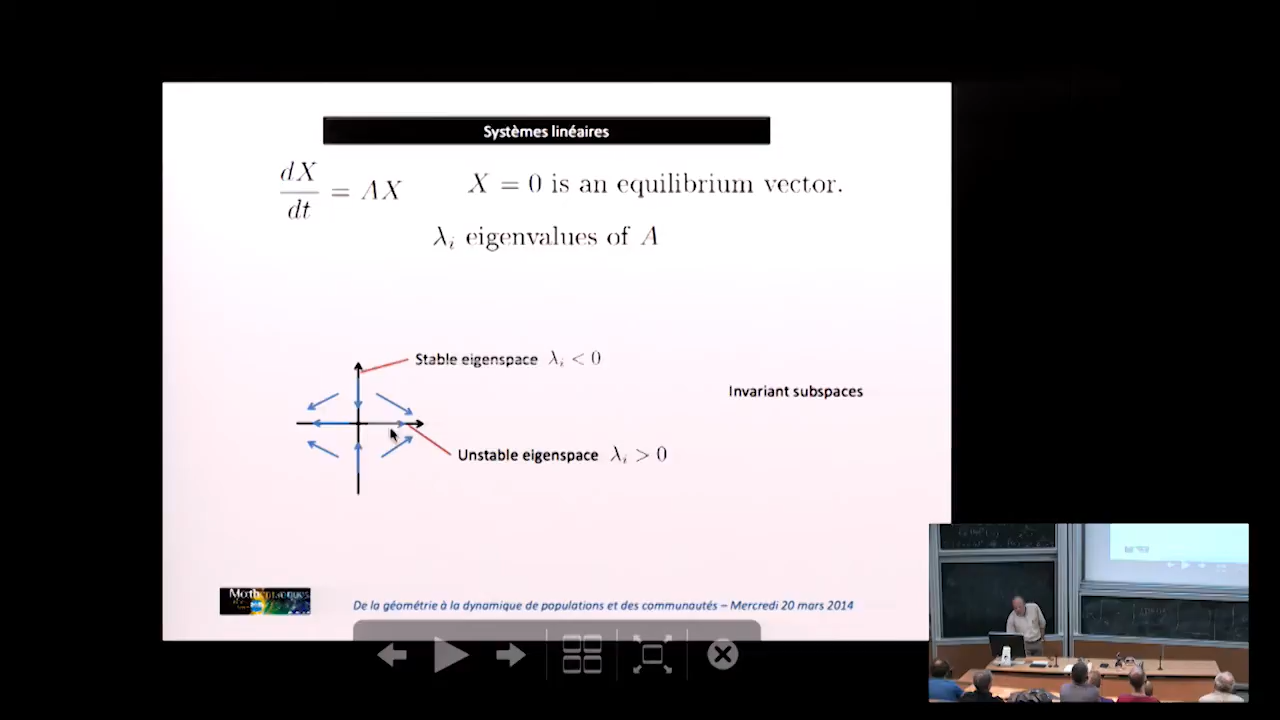 Systèmes linéaires
dX/dt = AX
X = 0 is an equilibrium vector.
λᵢ eigenvalues of A
Stable eigenspace λᵢ < 0
Invariant subspaces
Unstable eigenspace λᵢ > 0
De la géométrie à la dynamique de populations et des communautés – Mercredi 20 mars 2014